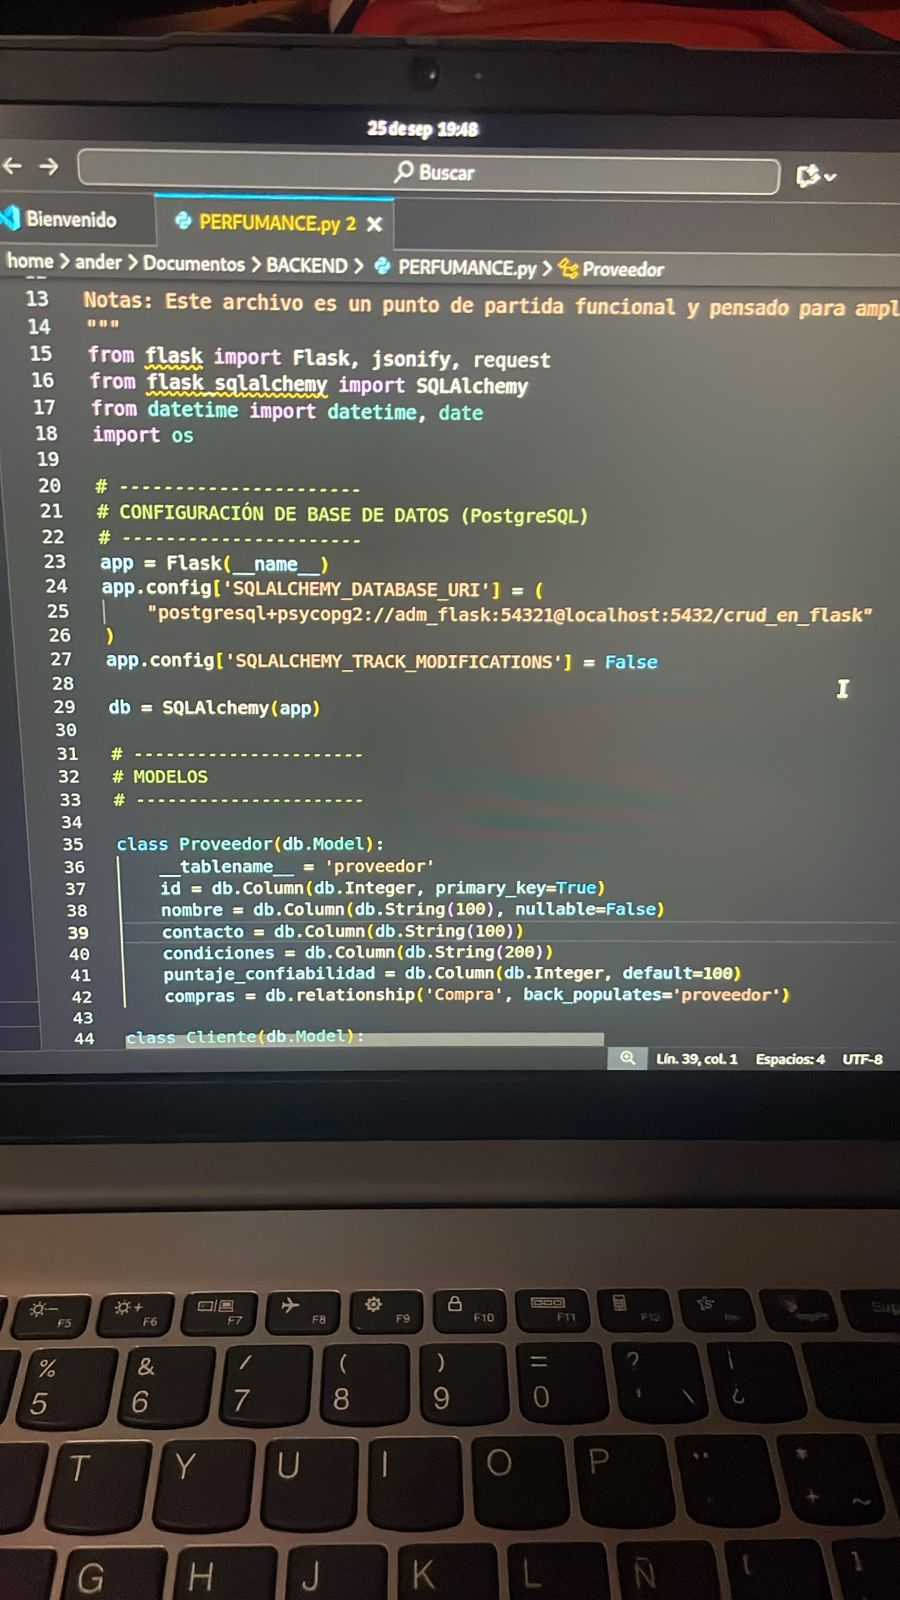 25 de sep 19:48
Buscar
Bienvenido
PERFUMANCE.py 2
home > ander > Documentos > BACKEND > PERFUMANCE.py > Proveedor
13 Notas: Este archivo es un punto de partida funcional y pensado para ampl
14 """
15 from flask import Flask, jsonify, request
16 from flask_sqlalchemy import SQLAlchemy
17 from datetime import datetime, date
18 import os
19
20 # -----------------------
21 # CONFIGURACIÓN DE BASE DE DATOS (PostgreSQL)
22 # -----------------------
23 app = Flask(__name__)
24 app.config['SQLALCHEMY_DATABASE_URI'] = (
25 "postgresql+psycopg2://adm_flask:54321@localhost:5432/crud_en_flask"
26 )
27 app.config['SQLALCHEMY_TRACK_MODIFICATIONS'] = False
28
29 db = SQLAlchemy(app)
30
31 # -----------------------
32 # MODELOS
33 # -----------------------
34
35 class Proveedor(db.Model):
36 __tablename__ = 'proveedor'
37 id = db.Column(db.Integer, primary_key=True)
38 nombre = db.Column(db.String(100), nullable=False)
39 contacto = db.Column(db.String(100))
40 condiciones = db.Column(db.String(200))
41 puntaje_confiabilidad = db.Column(db.Integer, default=100)
42 compras = db.relationship('Compra', back_populates='proveedor')
43
44 class Cliente(db.Model):
Lín. 39, col. 1 Espacios: 4 UTF-8
F5 F6 F7 F8 F9 F10 F11 F12
% & / ( ) = ? ¡
5 6 7 8 9 0 ' \ ¿
T Y U I O P ¨ *
+ ~
G H J K L Ñ [ ]